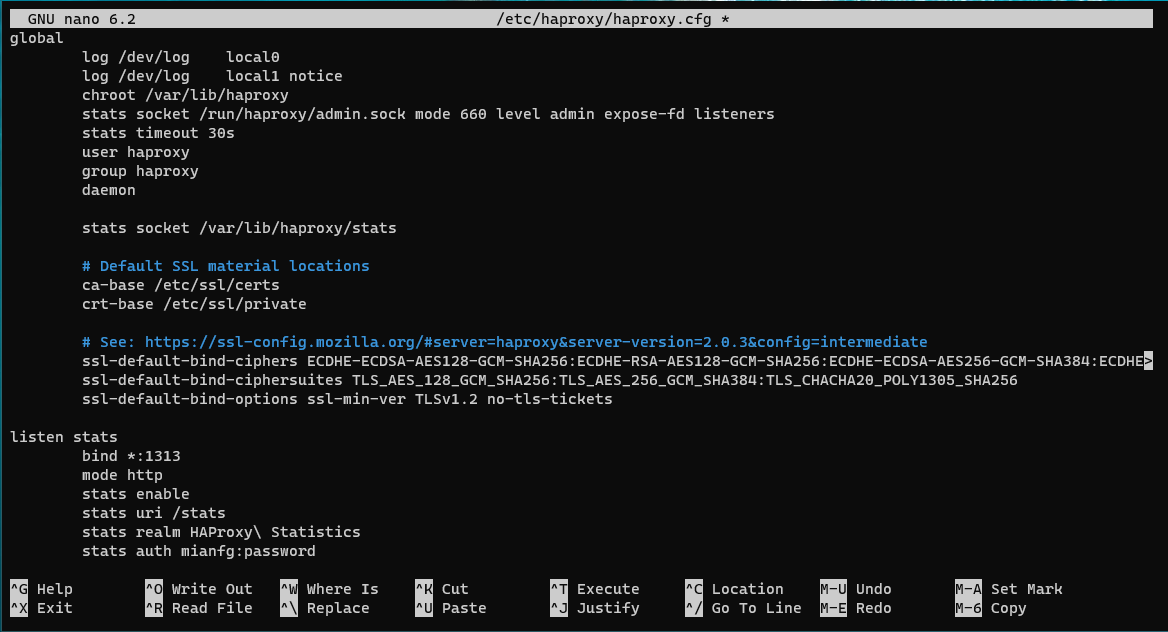 GNU nano 6.2 /etc/haproxy/haproxy.cfg *
global
log /dev/log local0
log /dev/log local1 notice
chroot /var/lib/haproxy
stats socket /run/haproxy/admin.sock mode 660 level admin expose-fd listeners
stats timeout 30s
user haproxy
group haproxy
daemon
stats socket /var/lib/haproxy/stats
# Default SSL material locations
ca-base /etc/ssl/certs
crt-base /etc/ssl/private
# See: https://ssl-config.mozilla.org/#server=haproxy&server-version=2.0.3&config=intermediate
ssl-default-bind-ciphers ECDHE-ECDSA-AES128-GCM-SHA256:ECDHE-RSA-AES128-GCM-SHA256:ECDHE-ECDSA-AES256-GCM-SHA384:ECDHE>
ssl-default-bind-ciphersuites TLS_AES_128_GCM_SHA256:TLS_AES_256_GCM_SHA384:TLS_CHACHA20_POLY1305_SHA256
ssl-default-bind-options ssl-min-ver TLSv1.2 no-tls-tickets
listen stats
bind *:1313
mode http
stats enable
stats uri /stats
stats realm HAProxy\ Statistics
stats auth mianfg:password
^G Help ^O Write Out ^W Where Is ^K Cut ^T Execute ^C Location M-U Undo M-A Set Mark
^X Exit ^R Read File ^\ Replace ^U Paste ^J Justify ^/ Go To Line M-E Redo M-6 Copy